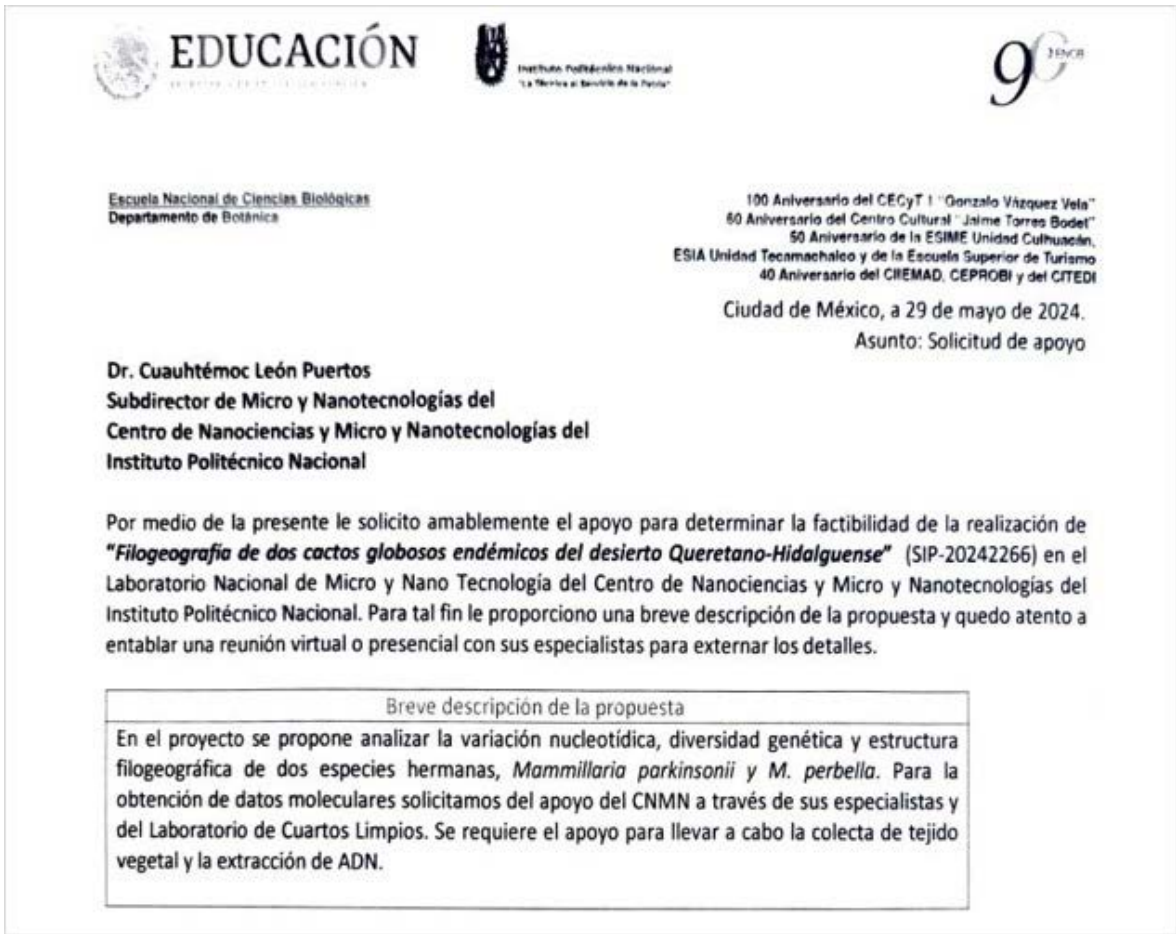 EDUCACIÓN
Instituto Politécnico Nacional
"La Técnica al Servicio de la Patria"
90 ENCB
Escuela Nacional de Ciencias Biológicas
Departamento de Botánica
100 Aniversario del CECyT 1 "Gonzalo Vázquez Vela"
60 Aniversario del Centro Cultural "Jaime Torres Bodet"
50 Aniversario de la ESIME Unidad Culhuacán,
ESIA Unidad Tecamachalco y de la Escuela Superior de Turismo
40 Aniversario del CIIEMAD, CEPROBI y del CITEDI
Ciudad de México, a 29 de mayo de 2024.
Asunto: Solicitud de apoyo
Dr. Cuauhtémoc León Puertos
Subdirector de Micro y Nanotecnologías del
Centro de Nanociencias y Micro y Nanotecnologías del
Instituto Politécnico Nacional
Por medio de la presente le solicito amablemente el apoyo para determinar la factibilidad de la realización de
"Filogeografía de dos cactos globosos endémicos del desierto Queretano-Hidalguense" (SIP-20242266) en el
Laboratorio Nacional de Micro y Nano Tecnología del Centro de Nanociencias y Micro y Nanotecnologías del
Instituto Politécnico Nacional. Para tal fin le proporciono una breve descripción de la propuesta y quedo atento a
entablar una reunión virtual o presencial con sus especialistas para externar los detalles.
Breve descripción de la propuesta
En el proyecto se propone analizar la variación nucleotídica, diversidad genética y estructura
filogeográfica de dos especies hermanas, Mammillaria parkinsonii y M. perbella. Para la
obtención de datos moleculares solicitamos del apoyo del CNMN a través de sus especialistas y
del Laboratorio de Cuartos Limpios. Se requiere el apoyo para llevar a cabo la colecta de tejido
vegetal y la extracción de ADN.